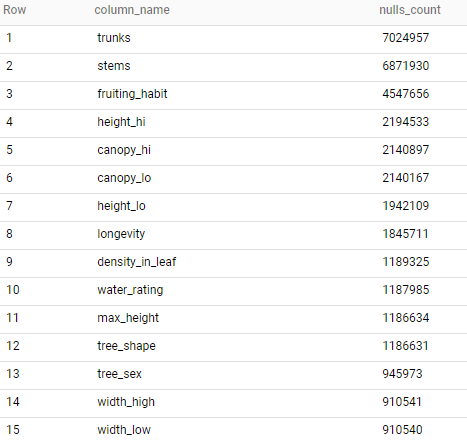 Row column_name nulls_count
1 trunks 7024957
2 stems 6871930
3 fruiting_habit 4547656
4 height_hi 2194533
5 canopy_hi 2140897
6 canopy_lo 2140167
7 height_lo 1942109
8 longevity 1845711
9 density_in_leaf 1189325
10 water_rating 1187985
11 max_height 1186634
12 tree_shape 1186631
13 tree_sex 945973
14 width_high 910541
15 width_low 910540